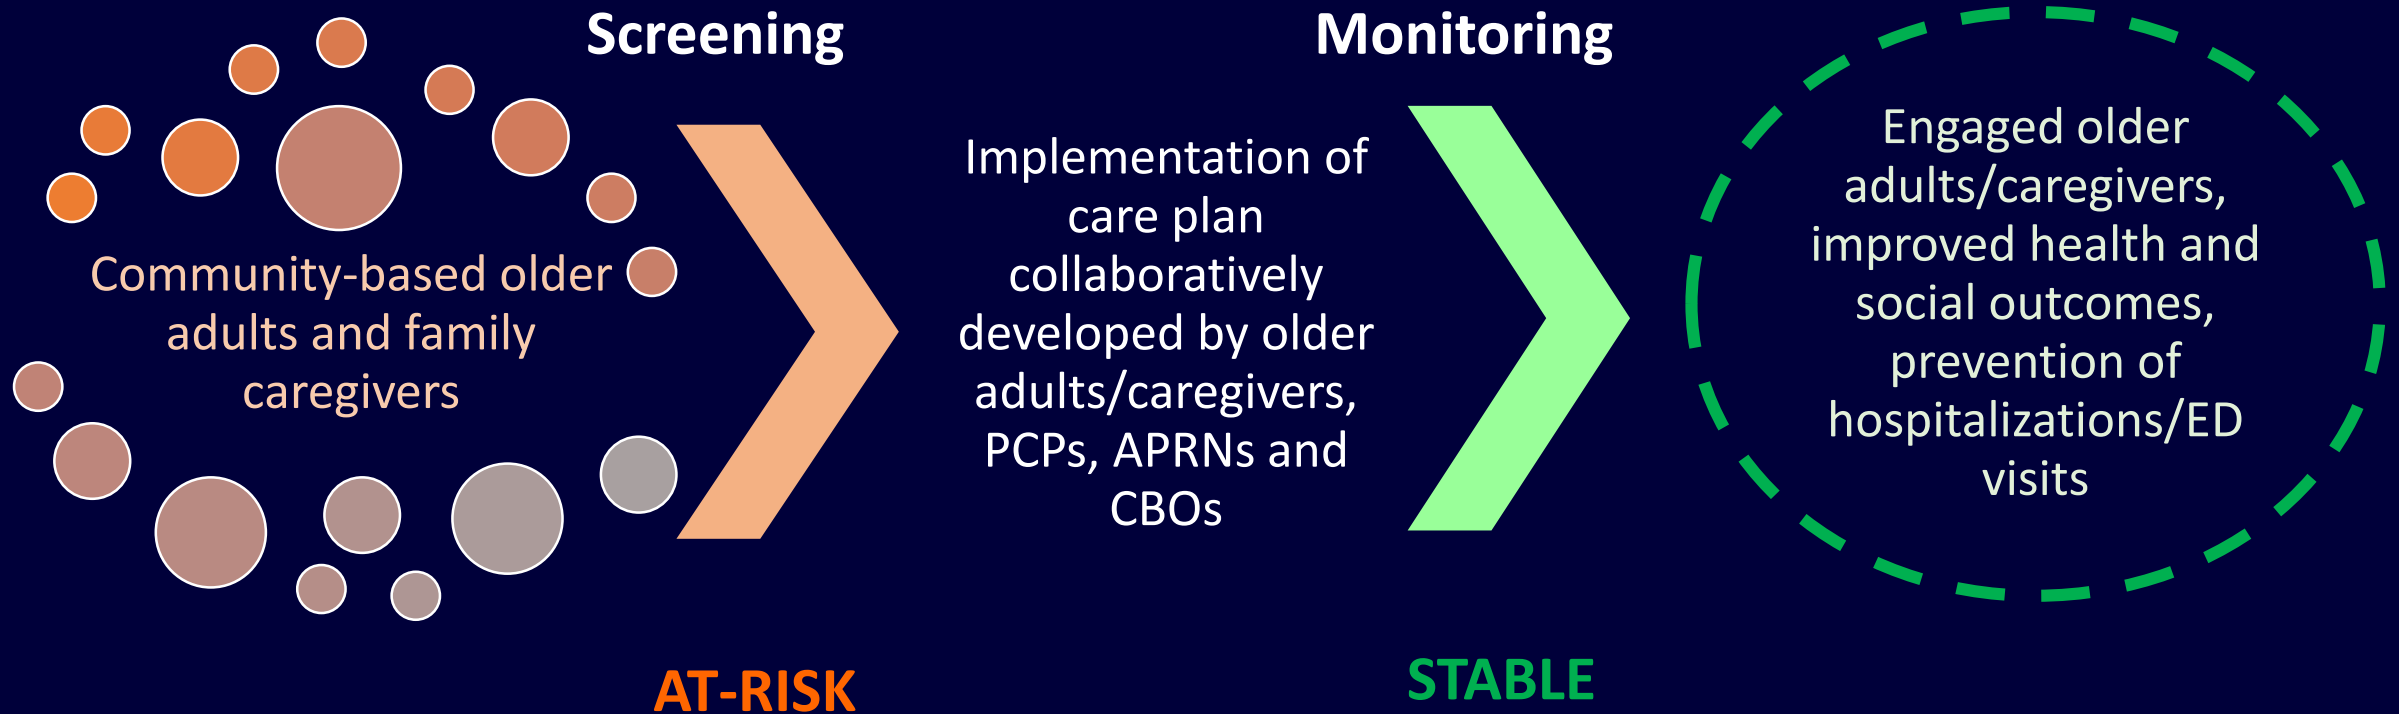 Screening
Monitoring
Community-based older
adults and family
caregivers
Implementation of
care plan
collaboratively
developed by older
adults/caregivers,
PCPs, APRNs and
CBOs
Engaged older
adults/caregivers,
improved health and
social outcomes,
prevention of
hospitalizations/ED
visits
AT-RISK
STABLE